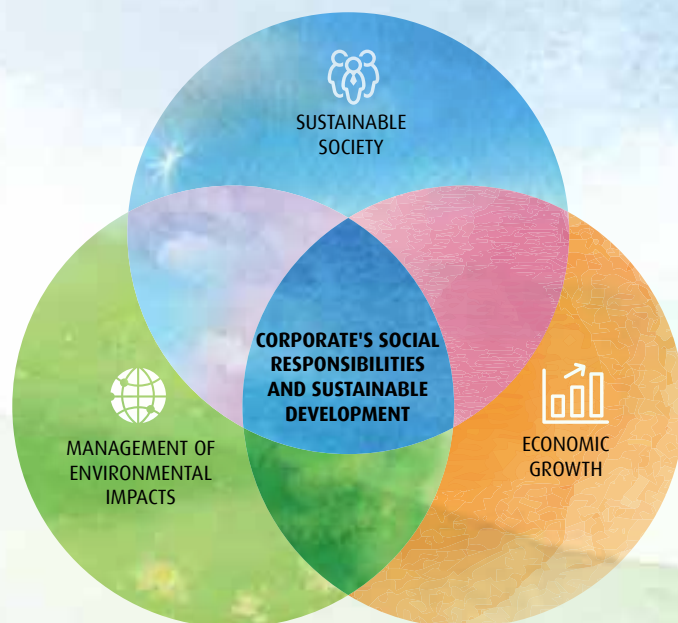 SUSTAINABLE
SOCIETY
CORPORATE'S SOCIAL
RESPONSIBILITIES
AND SUSTAINABLE
DEVELOPMENT
MANAGEMENT OF
ENVIRONMENTAL
IMPACTS
ECONOMIC
GROWTH